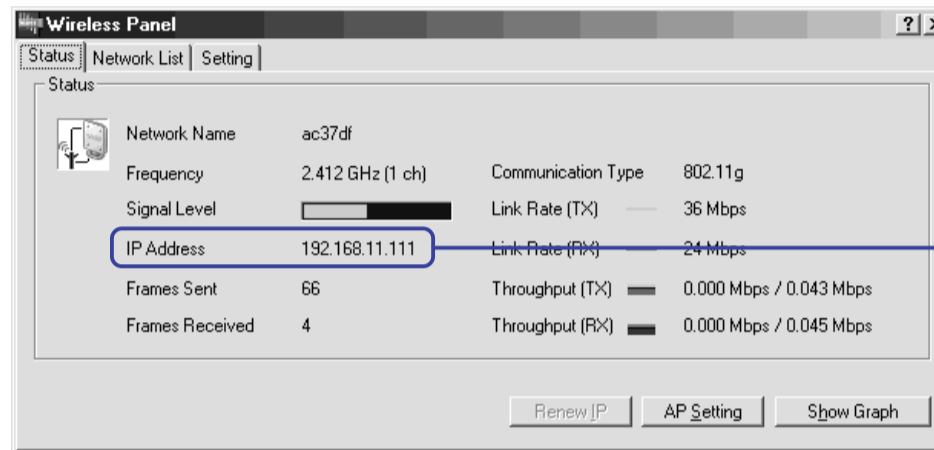 Wireless Panel
Status Network List Setting
Status
Network Name ac37df
Frequency 2.412 GHz (1 ch) Communication Type 802.11g
Signal Level Link Rate (TX) 36 Mbps
IP Address 192.168.11.111 Link Rate (RX) 24 Mbps
Frames Sent 66 Throughput (TX) 0.000 Mbps / 0.043 Mbps
Frames Received 4 Throughput (RX) 0.000 Mbps / 0.045 Mbps
Renew IP AP Setting Show Graph